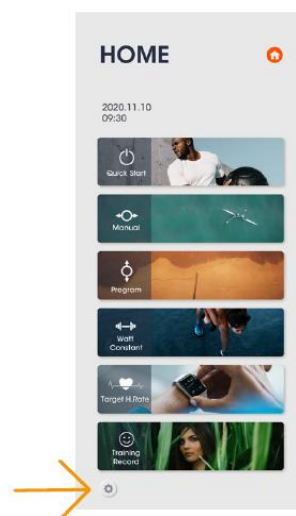 HOME
2020.11.10
09:30
Quick Start
Manual
Program
Watt
Constant
Target H.Rate
Training
Record